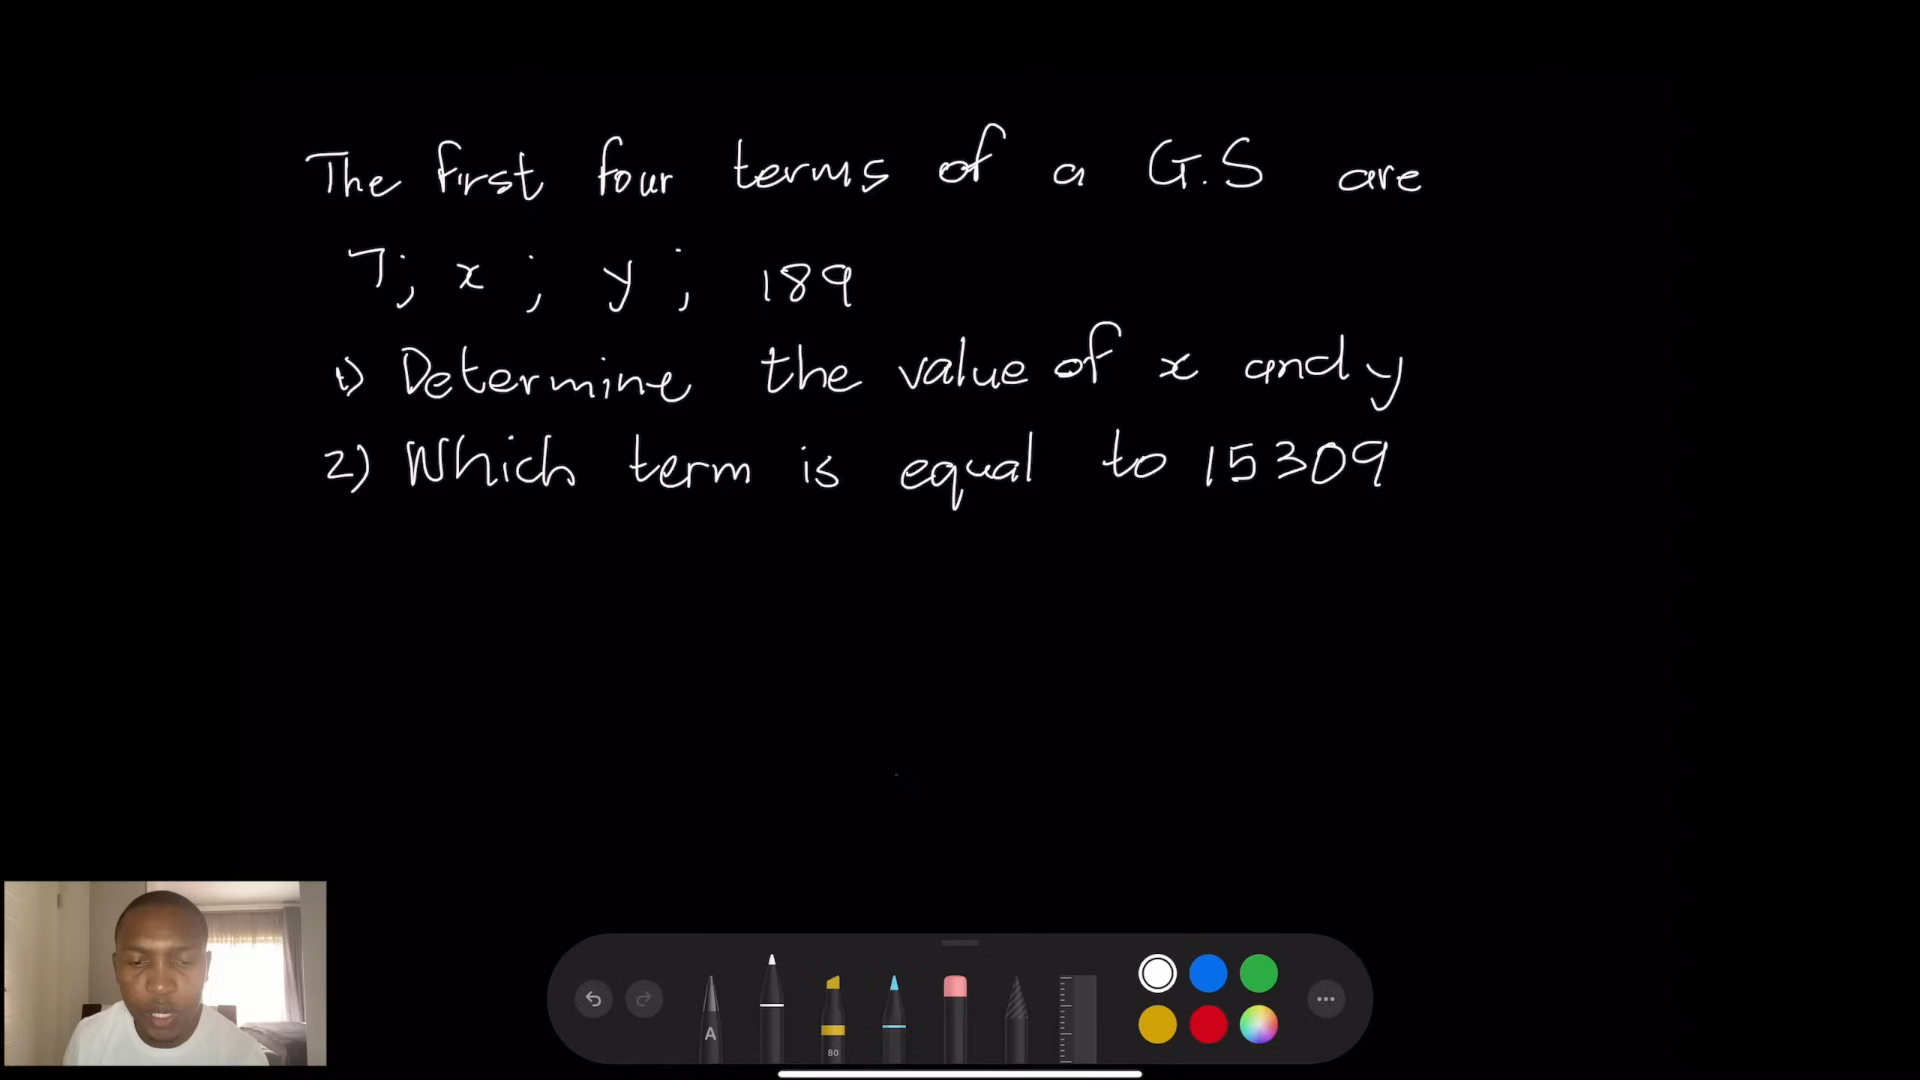 The first four terms of a G.S are
7; x ; y ; 189
1) Determine the value of x and y
2) Which term is equal to 15309
A
80